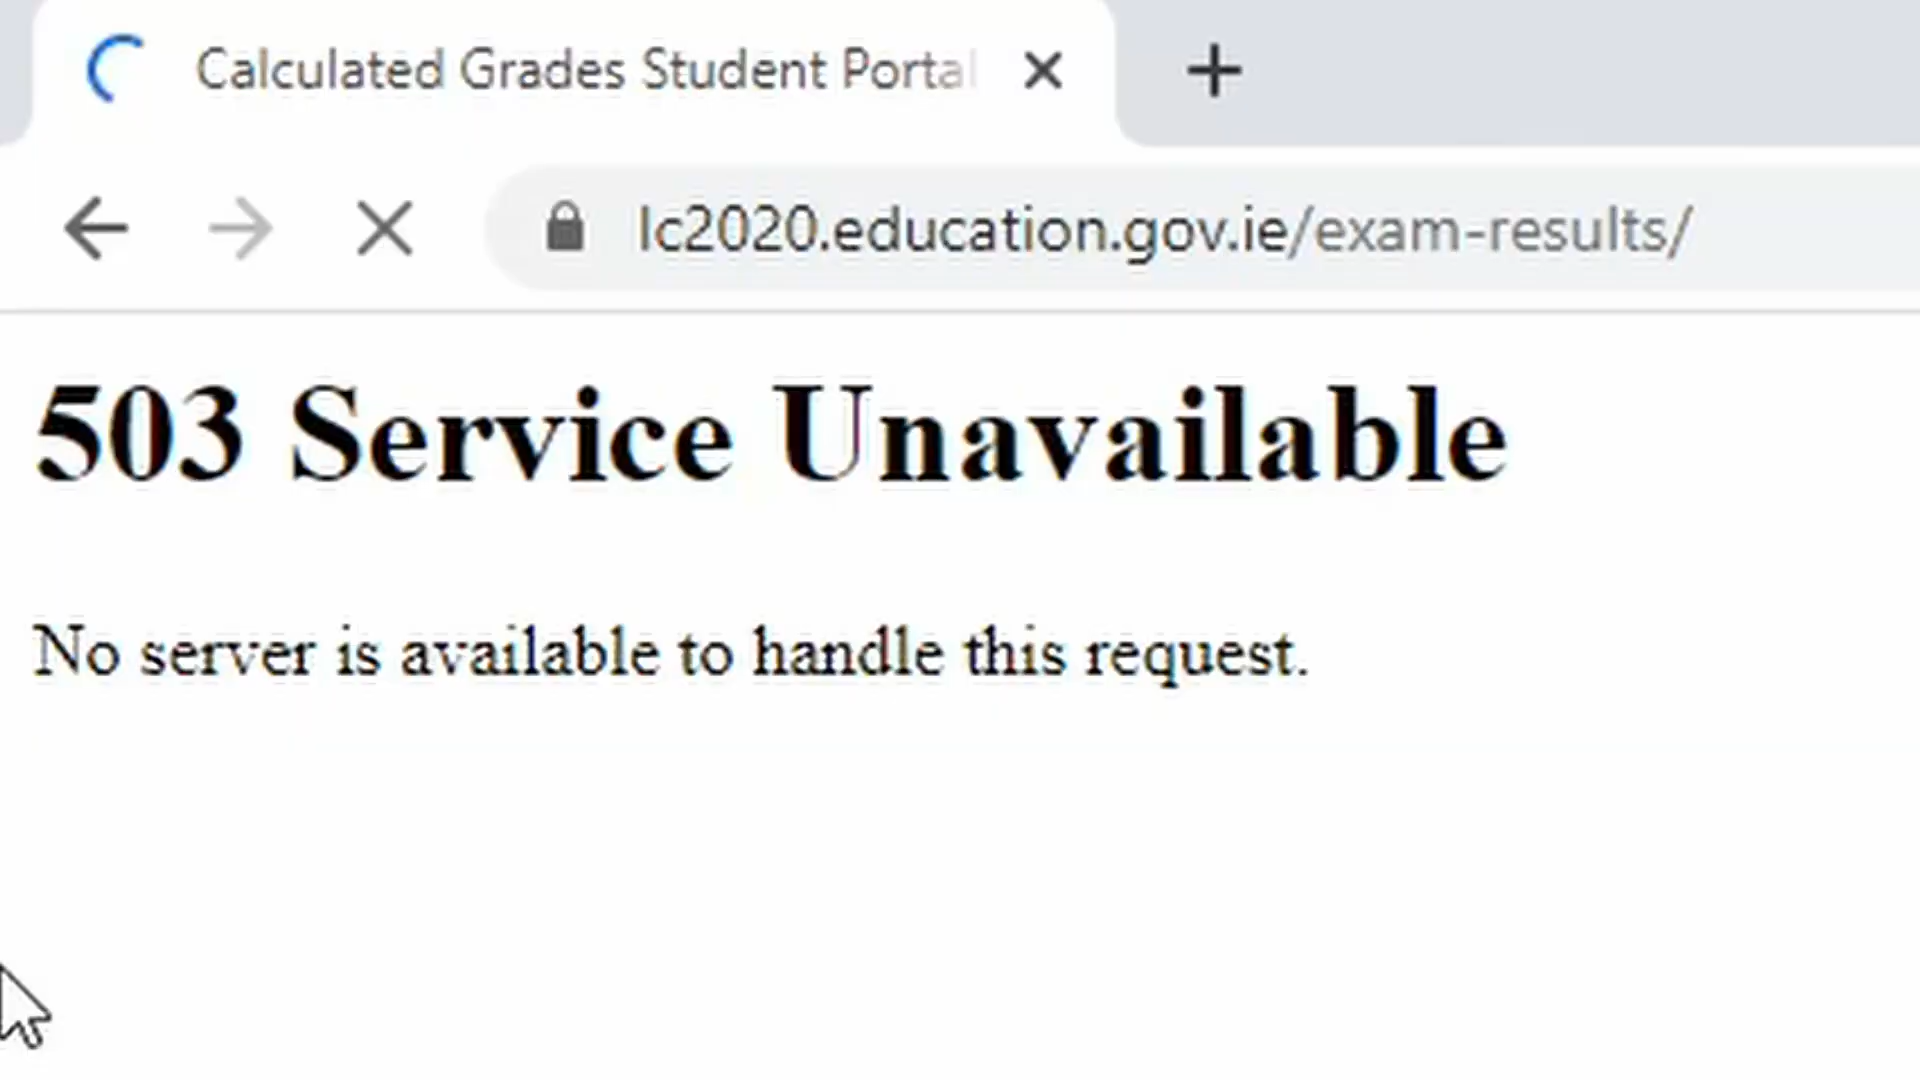 Calculated Grades Student Portal
lc2020.education.gov.ie/exam-results/
503 Service Unavailable
No server is available to handle this request.